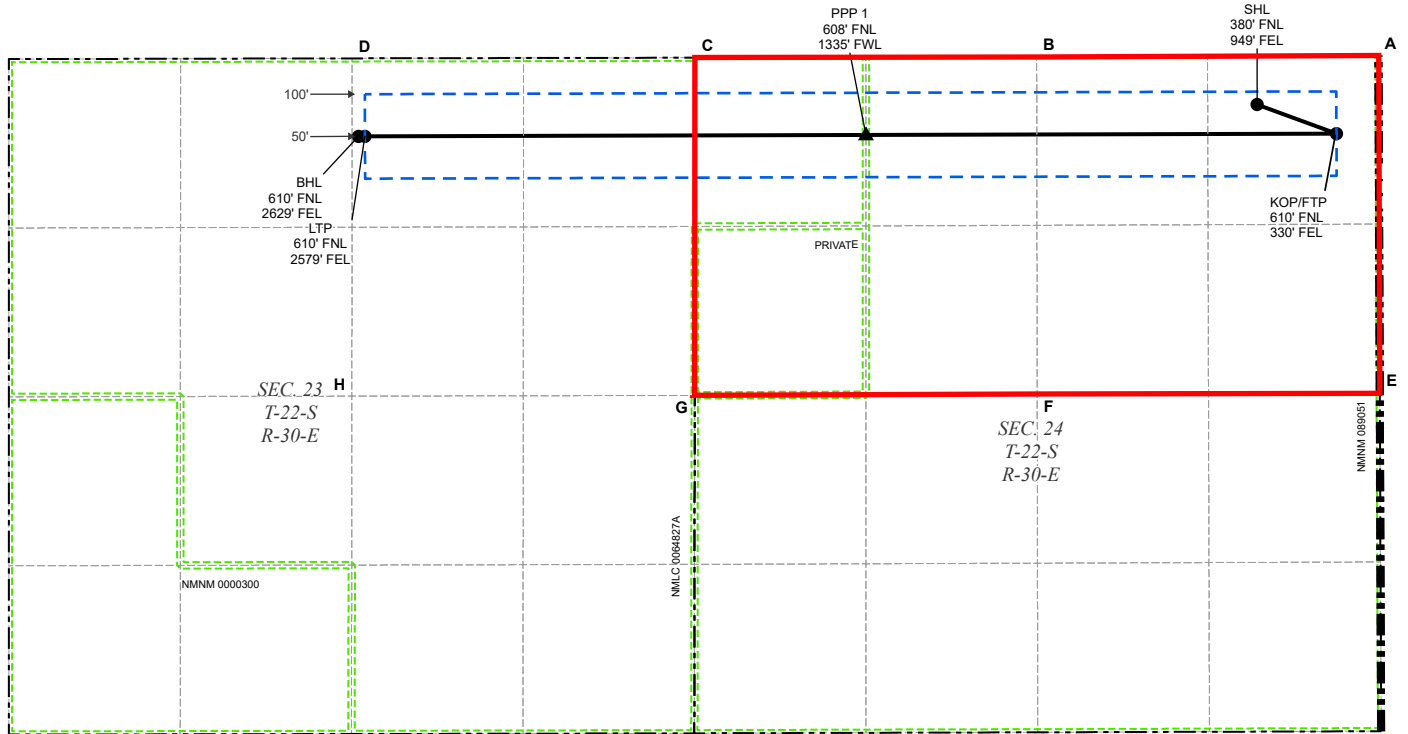 SHL
380' FNL
949' FEL
PPP 1
608' FNL
1335' FWL
D
C
B
A
100'
50'
BHL
610' FNL
2629' FEL
LTP
610' FNL
2579' FEL
KOP/FTP
610' FNL
330' FEL
PRIVATE
H
G
F
E
SEC. 23
T-22-S
R-30-E
SEC. 24
T-22-S
R-30-E
NMNM 089051
NMLC 0064827A
NMNM 0000300